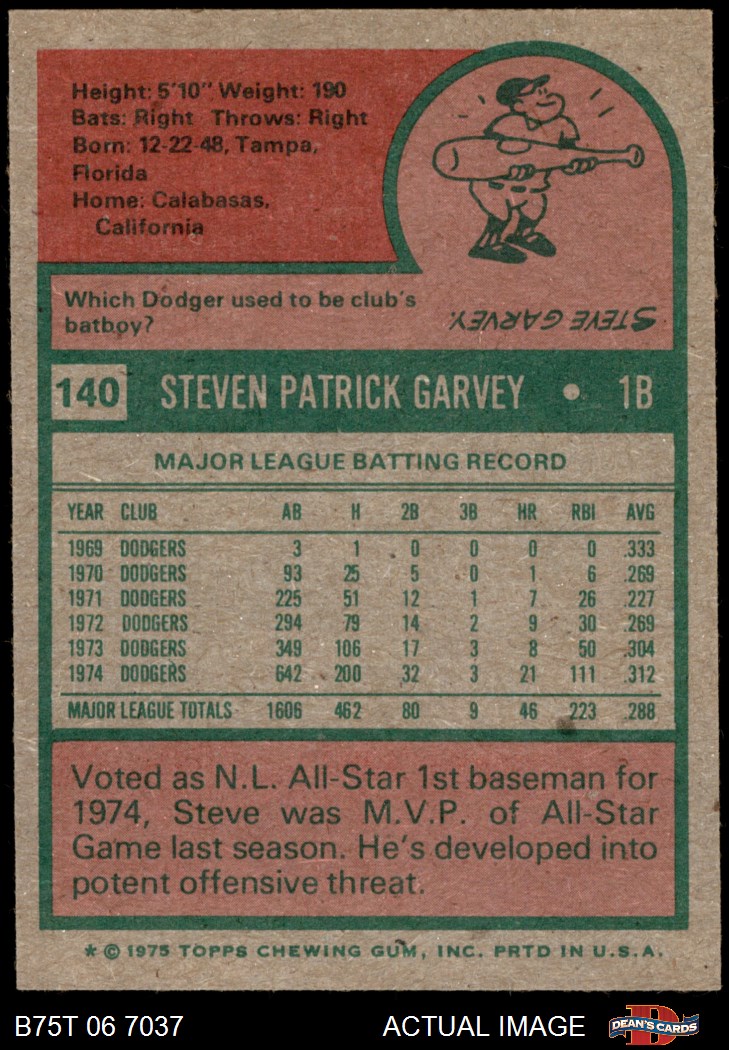 Height: 5'10" Weight: 190
Bats: Right Throws: Right
Born: 12-22-48, Tampa,
Florida
Home: Calabasas,
California
Which Dodger used to be club's
batboy?
STEVE GARVEY.
140 STEVEN PATRICK GARVEY • 1B
MAJOR LEAGUE BATTING RECORD
YEAR CLUB AB H 2B 3B HR RBI AVG
1969 DODGERS 3 1 0 0 0 0 .333
1970 DODGERS 93 25 5 0 1 6 .269
1971 DODGERS 225 51 12 1 7 26 .227
1972 DODGERS 294 79 14 2 9 30 .269
1973 DODGERS 349 106 17 3 8 50 .304
1974 DODGERS 642 200 32 3 21 111 .312
MAJOR LEAGUE TOTALS 1606 462 80 9 46 223 .288
Voted as N.L. All-Star 1st baseman for
1974, Steve was M.V.P. of All-Star
Game last season. He's developed into
potent offensive threat.
* © 1975 TOPPS CHEWING GUM, INC. PRTD IN U.S.A.
B75T 06 7037 ACTUAL IMAGE D DEAN'S CARDS